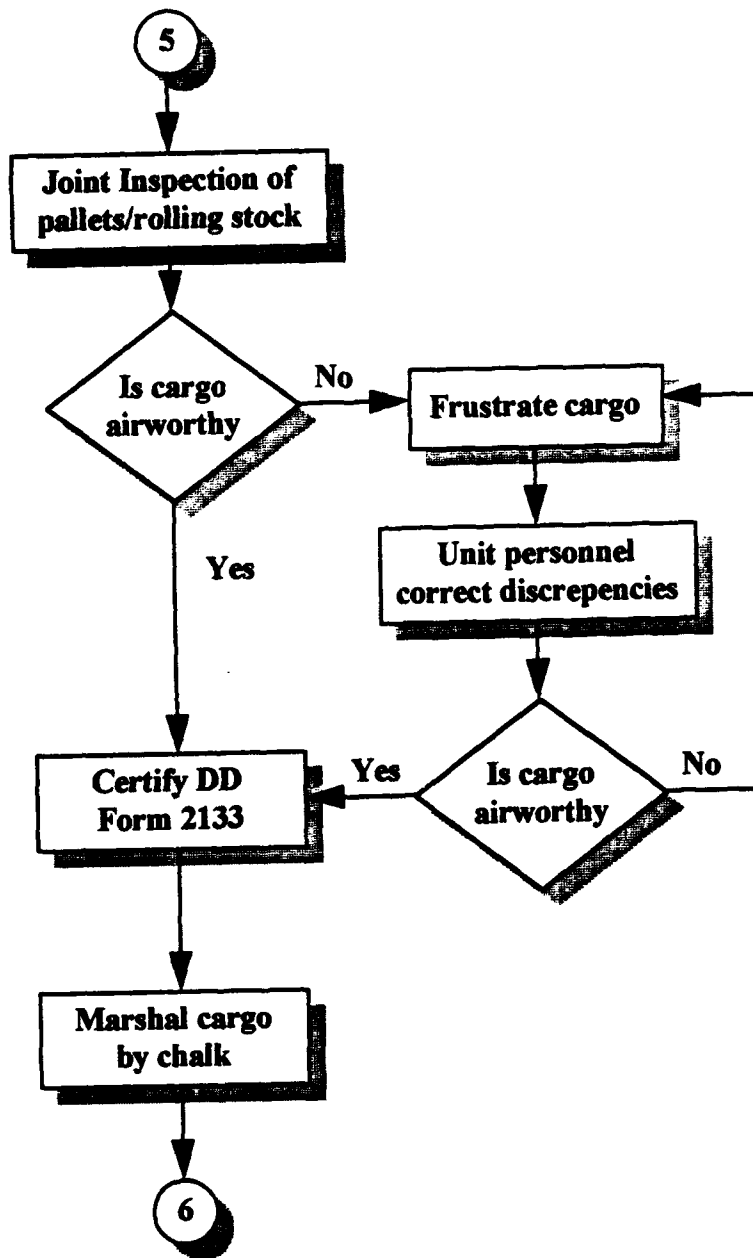 5
Joint Inspection of
pallets/rolling stock
Is cargo
airworthy
No
Frustrate cargo
Yes
Unit personnel
correct discrepencies
Certify DD
Form 2133
Yes
Is cargo
airworthy
No
Marshal cargo
by chalk
6